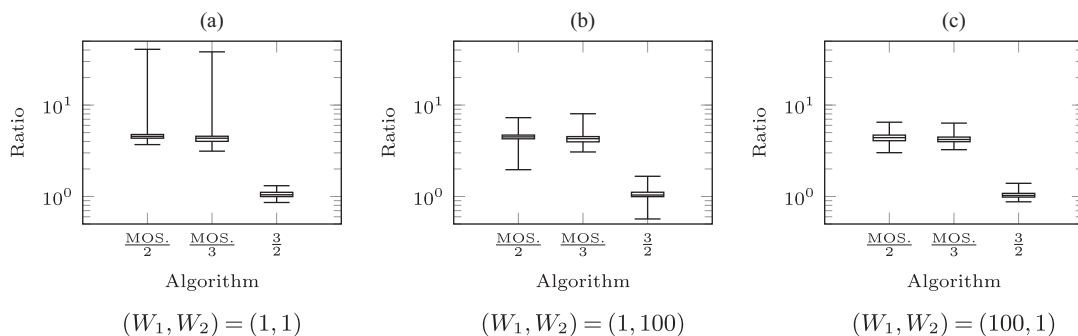 (a)
(b)
(c)
Ratio
10^1
10^0
MOS./2 MOS./3 3/2
Algorithm
(W_1, W_2) = (1, 1)
Ratio
10^1
10^0
MOS./2 MOS./3 3/2
Algorithm
(W_1, W_2) = (1, 100)
Ratio
10^1
10^0
MOS./2 MOS./3 3/2
Algorithm
(W_1, W_2) = (100, 1)